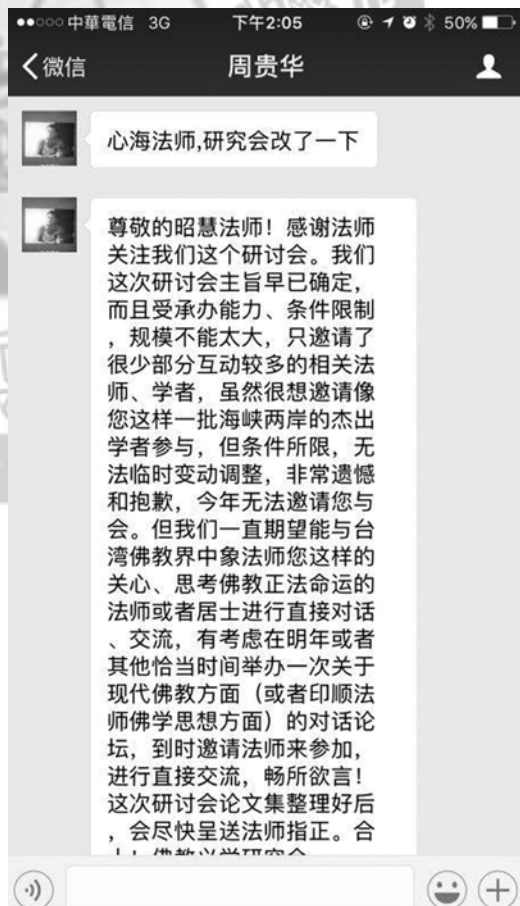 中華電信 3G 下午2:05 50%
微信 周贵华
心海法师,研究会改了一下
尊敬的昭慧法师！感谢法师
关注我们这个研讨会。我们
这次研讨会主旨早已确定，
而且受承办能力、条件限制
，规模不能太大，只邀请了
很少部分互动较多的相关法
师、学者，虽然很想邀请像
您这样一批海峡两岸的杰出
学者参与，但条件所限，无
法临时变动调整，非常遗憾
和抱歉，今年无法邀请您与
会。但我们一直期望能与台
湾佛教界中象法师您这样的
关心、思考佛教正法命运的
法师或者居士进行直接对话
、交流，有考虑在明年或者
其他恰当时间举办一次关于
现代佛教方面（或者印顺法
师佛学思想方面）的对话论
坛，到时邀请法师来参加，
进行直接交流，畅所欲言！
这次研讨会论文集整理好后
，会尽快呈送法师指正。合